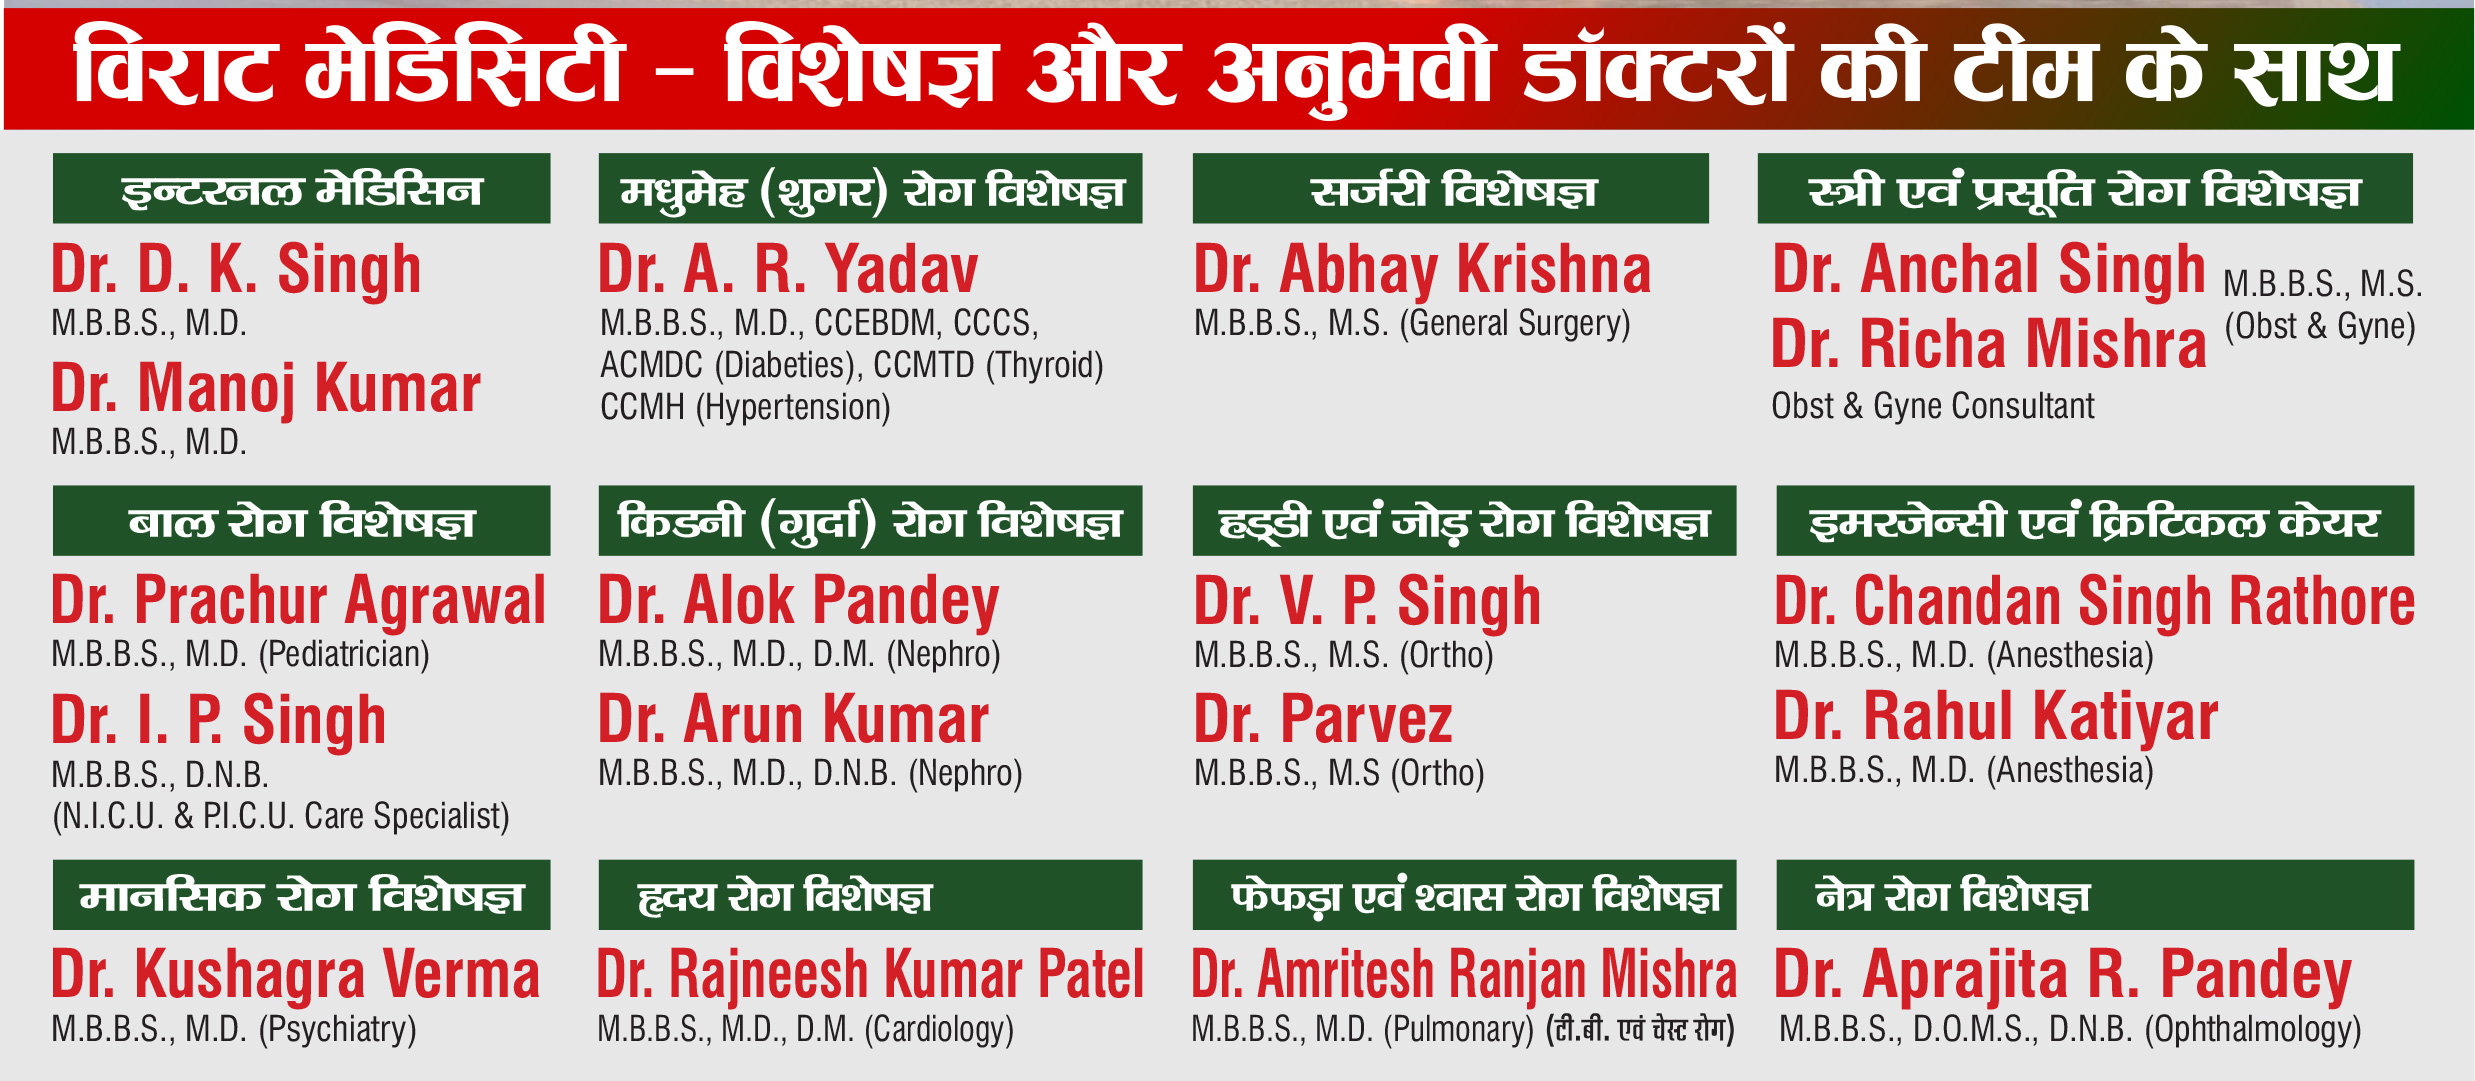 विराट मेडिसिटी – विशेषज्ञ और अनुभवी डॉक्टरों की टीम के साथ
इन्टरनल मेडिसिन
Dr. D. K. Singh
M.B.B.S., M.D.
Dr. Manoj Kumar
M.B.B.S., M.D.
मधुमेह (शुगर) रोग विशेषज्ञ
Dr. A. R. Yadav
M.B.B.S., M.D., CCEBDM, CCCS,
ACMDC (Diabeties), CCMTD (Thyroid)
CCMH (Hypertension)
सर्जरी विशेषज्ञ
Dr. Abhay Krishna
M.B.B.S., M.S. (General Surgery)
स्त्री एवं प्रसूति रोग विशेषज्ञ
Dr. Anchal Singh M.B.B.S., M.S.
(Obst & Gyne)
Dr. Richa Mishra
Obst & Gyne Consultant
बाल रोग विशेषज्ञ
Dr. Prachur Agrawal
M.B.B.S., M.D. (Pediatrician)
Dr. I. P. Singh
M.B.B.S., D.N.B.
(N.I.C.U. & P.I.C.U. Care Specialist)
किडनी (गुर्दा) रोग विशेषज्ञ
Dr. Alok Pandey
M.B.B.S., M.D., D.M. (Nephro)
Dr. Arun Kumar
M.B.B.S., M.D., D.N.B. (Nephro)
हड्डी एवं जोड़ रोग विशेषज्ञ
Dr. V. P. Singh
M.B.B.S., M.S. (Ortho)
Dr. Parvez
M.B.B.S., M.S (Ortho)
इमरजेन्सी एवं क्रिटिकल केयर
Dr. Chandan Singh Rathore
M.B.B.S., M.D. (Anesthesia)
Dr. Rahul Katiyar
M.B.B.S., M.D. (Anesthesia)
मानसिक रोग विशेषज्ञ
Dr. Kushagra Verma
M.B.B.S., M.D. (Psychiatry)
हृदय रोग विशेषज्ञ
Dr. Rajneesh Kumar Patel
M.B.B.S., M.D., D.M. (Cardiology)
फेफड़ा एवं श्वास रोग विशेषज्ञ
Dr. Amritesh Ranjan Mishra
M.B.B.S., M.D. (Pulmonary) (टी.बी. एवं चेस्ट रोग)
नेत्र रोग विशेषज्ञ
Dr. Aprajita R. Pandey
M.B.B.S., D.O.M.S., D.N.B. (Ophthalmology)